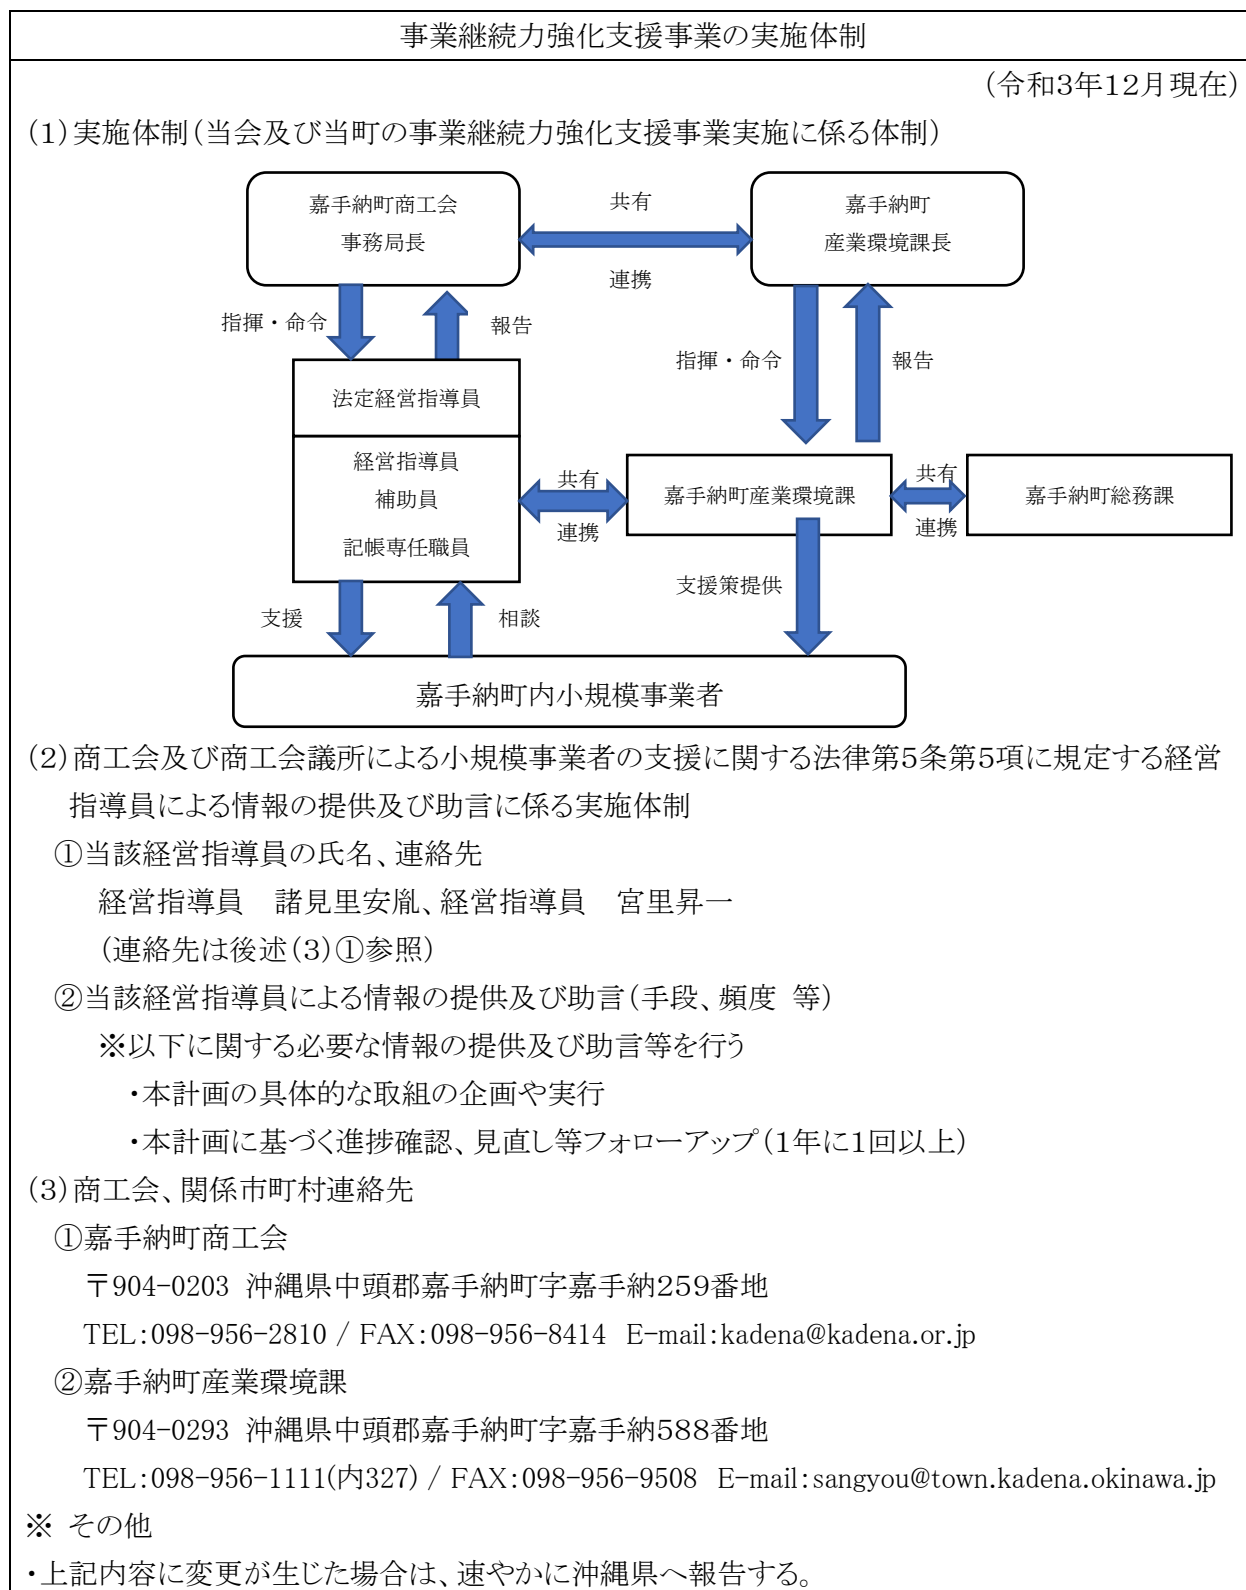 事業継続力強化支援事業の実施体制
(令和3年12月現在)
(1)実施体制(当会及び当町の事業継続力強化支援事業実施に係る体制)
嘉手納町商工会
事務局長
共有
連携
嘉手納町
産業環境課長
指揮・命令
報告
指揮・命令
報告
法定経営指導員
経営指導員
補助員
記帳専任職員
共有
連携
嘉手納町産業環境課
共有
連携
嘉手納町総務課
支援
相談
支援策提供
嘉手納町内小規模事業者
(2)商工会及び商工会議所による小規模事業者の支援に関する法律第5条第5項に規定する経営
指導員による情報の提供及び助言に係る実施体制
①当該経営指導員の氏名、連絡先
経営指導員　諸見里安胤、経営指導員　宮里昇一
(連絡先は後述(3)①参照)
②当該経営指導員による情報の提供及び助言(手段、頻度 等)
※以下に関する必要な情報の提供及び助言等を行う
・本計画の具体的な取組の企画や実行
・本計画に基づく進捗確認、見直し等フォローアップ(1年に1回以上)
(3)商工会、関係市町村連絡先
①嘉手納町商工会
〒904-0203 沖縄県中頭郡嘉手納町字嘉手納259番地
TEL:098-956-2810 / FAX:098-956-8414 E-mail:kadena@kadena.or.jp
②嘉手納町産業環境課
〒904-0293 沖縄県中頭郡嘉手納町字嘉手納588番地
TEL:098-956-1111(内327) / FAX:098-956-9508 E-mail:sangyou@town.kadena.okinawa.jp
※ その他
・上記内容に変更が生じた場合は、速やかに沖縄県へ報告する。